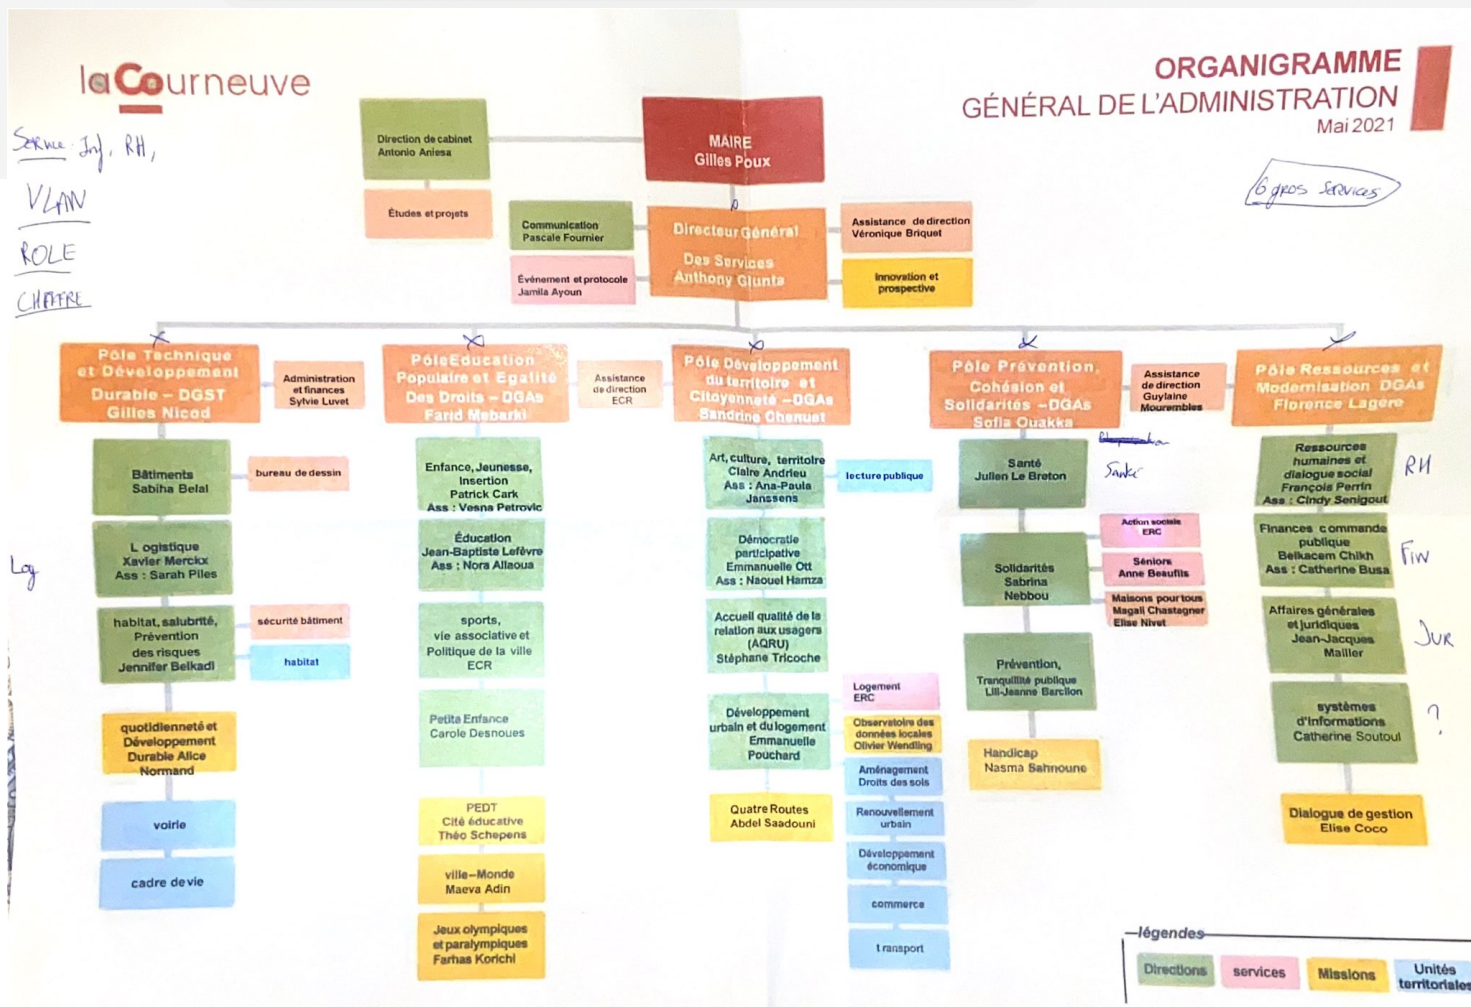 la Courneuve
ORGANIGRAMME
GÉNÉRAL DE L'ADMINISTRATION
Mai 2021
Service Inf, RH,
VLAN
ROLE
6 gros services
Direction de cabinet
Antonio Aniesa
MAIRE
Gilles Poux
Études et projets
Communication
Pascale Fournier
Directeur Général
Des Services
Anthony Giunta
Assistance de direction
Véronique Briquet
Événement et protocole
Jamila Ayoun
Innovation et
prospective
Pôle Technique
et Développement
Durable – DGST
Gilles Nicod
Administration
et finances
Sylvie Luvet
Pôle Education
Populaire et Egalité
Des Droits – DGAs
Farid Mebarki
Assistance
de direction
ECR
Pôle Développement
du territoire et
Citoyenneté –DGAs
Sandrine Chenuet
Pôle Prévention,
Cohésion et
Solidarités –DGAs
Sofia Ouakka
Assistance
de direction
Guylaine
Mourembles
Pôle Ressources et
Modernisation DGAs
Florence Lagere
Bâtiments
Sabiha Belal
bureau de dessin
Logistique
Xavier Merckx
Ass : Sarah Piles
Log
habitat, salubrité,
Prévention
des risques
Jennifer Belkadi
sécurité bâtiment
habitat
quotidienneté et
Développement
Durable Alice
Normand
voirie
cadre de vie
Enfance, Jeunesse,
Insertion
Patrick Cark
Ass : Vesna Petrovic
Éducation
Jean-Baptiste Lefèvre
Ass : Nora Allaoua
sports,
vie associative et
Politique de la ville
ECR
Petite Enfance
Carole Desnoues
PEDT
Cité éducative
Théo Schepens
ville–Monde
Maeva Adin
Jeux olympiques
et paralympiques
Farhas Korichi
Art, culture, territoire
Claire Andrieu
Ass : Ana-Paula
Janssens
lecture publique
Démocratie
participative
Emmanuelle Ott
Ass : Naouel Hamza
Accueil qualité de la
relation aux usagers
(AQRU)
Stéphane Tricoche
Développement
urbain et du logement
Emmanuelle
Pouchard
Logement
ERC
Observatoire des
données locales
Olivier Wendling
Aménagement
Droits des sols
Renouvellement
urbain
Développement
économique
commerce
transport
Quatre Routes
Abdel Saadouni
Santé
Julien Le Breton
Santé
Solidarités
Sabrina
Nebbou
Action sociale
ERC
Séniors
Anne Beaufils
Maisons pour tous
Magali Chastagner
Elise Nivet
Prévention,
Tranquillité publique
Lili-Jeanne Barcilon
Handicap
Nasma Sahnoune
Ressources
humaines et
dialogue social
François Perrin
Ass : Cindy Senigout
RH
Finances commande
publique
Belkacem Chikh
Ass : Catherine Busa
Fin
Affaires générales
et juridiques
Jean-Jacques
Mailler
JUR
systèmes
d'Informations
Catherine Soutoul
?
Dialogue de gestion
Elise Coco
légendes
Directions
services
Missions
Unités
territoriales